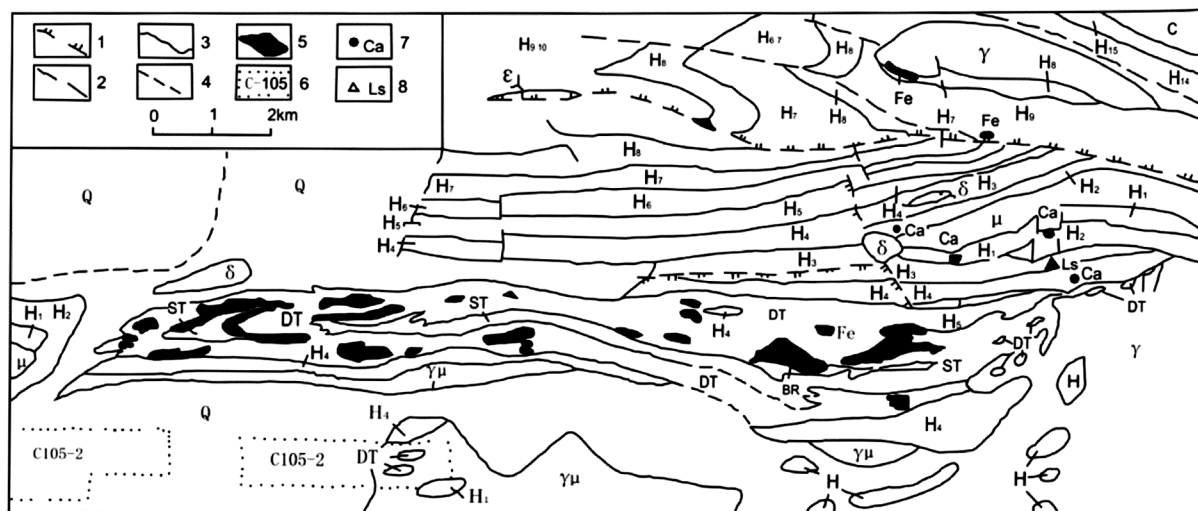 1 3 5 Ca 7
2 4 C-105 6 Ls 8
0 1 2km
H9 10 H6 7 H8 γ H15 C
H8 H8 H14
ε Fe
H7 H8 H7 H9 Fe
H8
Q Q H7 H7 H3 H2 H1
H6 H6 δ
H5 H5 H4 μ Ca
H4 H4 Ca Ca H2
δ H1
δ H3 H3 Ls
H4 H4 Ca
H1 H2 ST ST DT
DT H4 DT H5
Fe DT γ
μ H4 ST
γμ DT BR H
Q H4 H4
C105-2 C105-2 DT γμ γμ
H1 H
H